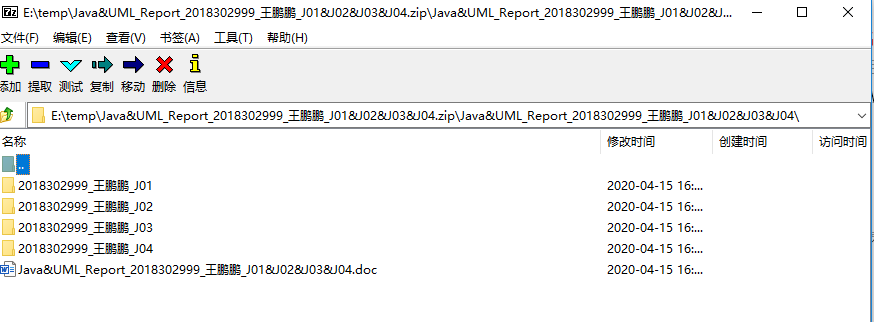 E:\temp\Java&UML_Report_2018302999_王鹏鹏_J01&J02&J03&J04.zip\Java&UML_Report_2018302999_王鹏鹏_J01&J02&J...
文件(F) 编辑(E) 查看(V) 书签(A) 工具(T) 帮助(H)
添加 提取 测试 复制 移动 删除 信息
E:\temp\Java&UML_Report_2018302999_王鹏鹏_J01&J02&J03&J04.zip\Java&UML_Report_2018302999_王鹏鹏_J01&J02&J03&J04\
名称 修改时间 创建时间 访问时间
..
2018302999_王鹏鹏_J01 2020-04-15 16:...
2018302999_王鹏鹏_J02 2020-04-15 16:...
2018302999_王鹏鹏_J03 2020-04-15 16:...
2018302999_王鹏鹏_J04 2020-04-15 16:...
Java&UML_Report_2018302999_王鹏鹏_J01&J02&J03&J04.doc 2020-04-15 16:...